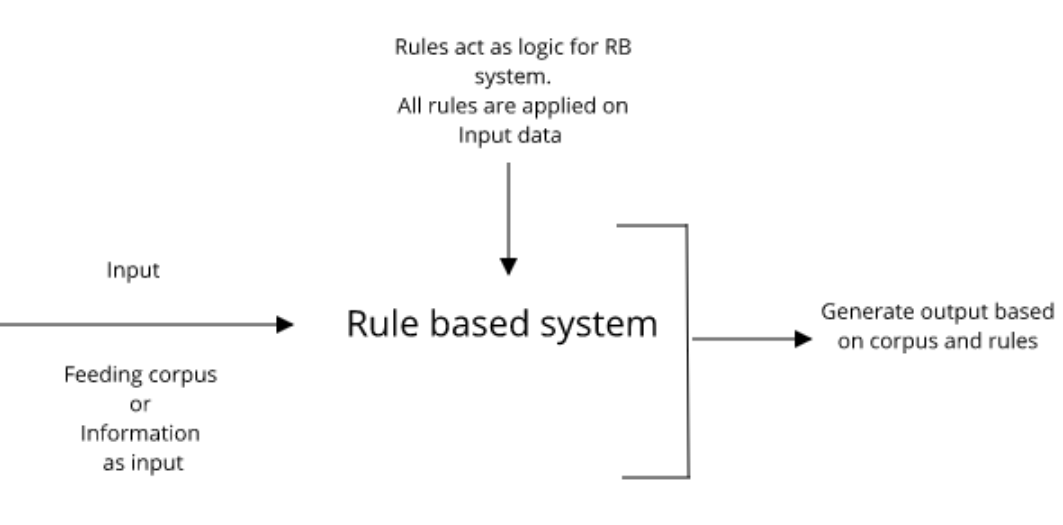 Rules act as logic for RB
system.
All rules are applied on
Input data
Input
Feeding corpus
or
Information
as input
Rule based system
Generate output based
on corpus and rules